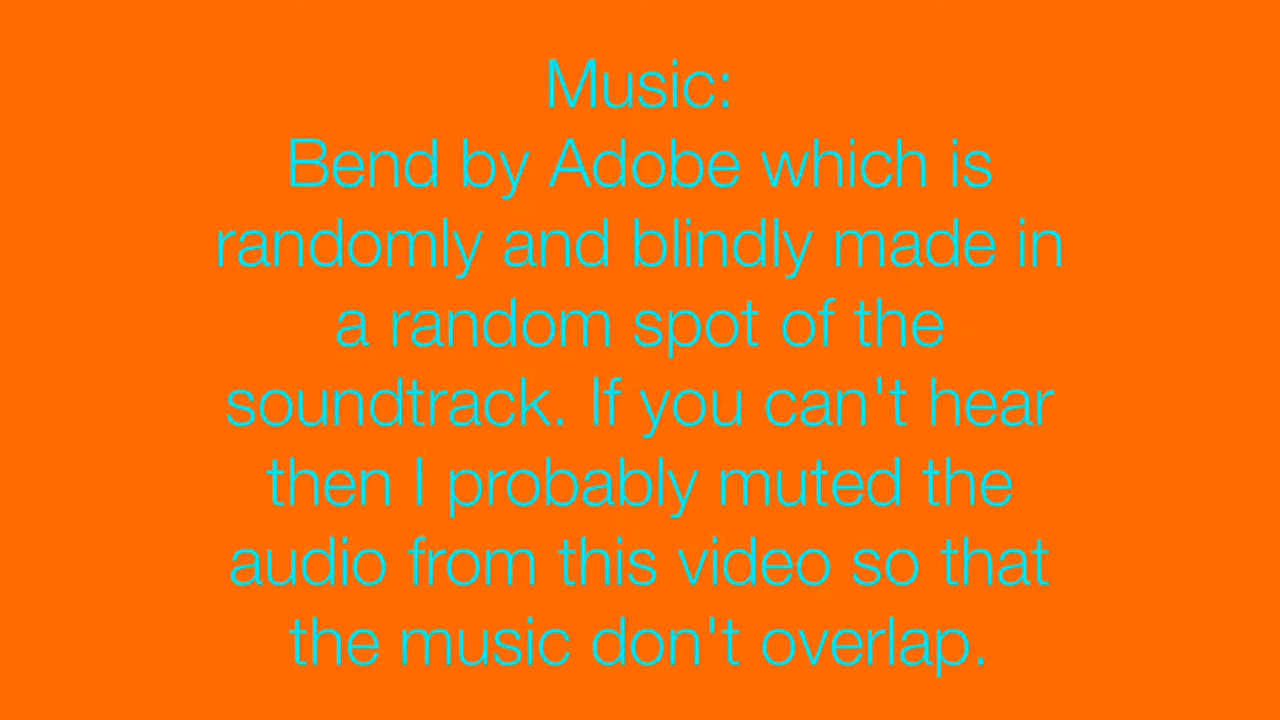 Music:
Bend by Adobe which is
randomly and blindly made in
a random spot of the
soundtrack. If you can't hear
then I probably muted the
audio from this video so that
the music don't overlap.